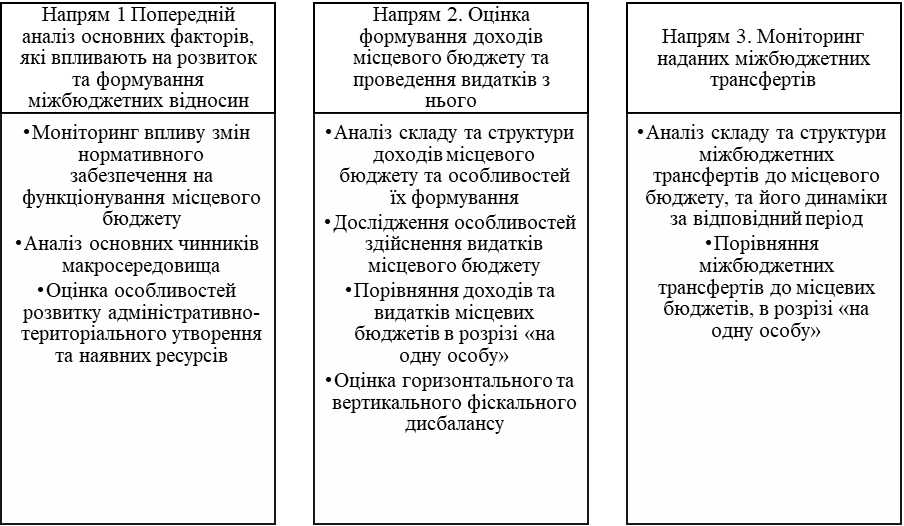 Напрям 1 Попередній
аналіз основних факторів,
які впливають на розвиток
та формування
міжбюджетних відносин
•Моніторинг впливу змін
нормативного
забезпечення на
функціонування місцевого
бюджету
•Аналіз основних чинників
макросередовища
•Оцінка особливостей
розвитку адміністративно-
територіального утворення
та наявних ресурсів
Напрям 2. Оцінка
формування доходів
місцевого бюджету та
проведення видатків з
нього
•Аналіз складу та структури
доходів місцевого
бюджету та особливостей
їх формування
•Дослідження особливостей
здійснення видатків
місцевого бюджету
•Порівняння доходів та
видатків місцевих
бюджетів в розрізі «на
одну особу»
•Оцінка горизонтального та
вертикального фіскального
дисбалансу
Напрям 3. Моніторинг
наданих міжбюджетних
трансфертів
•Аналіз складу та структури
міжбюджетних
трансфертів до місцевого
бюджету, та його динаміки
за відповідний період
•Порівняння
міжбюджетних
трансфертів до місцевих
бюджетів, в розрізі «на
одну особу»